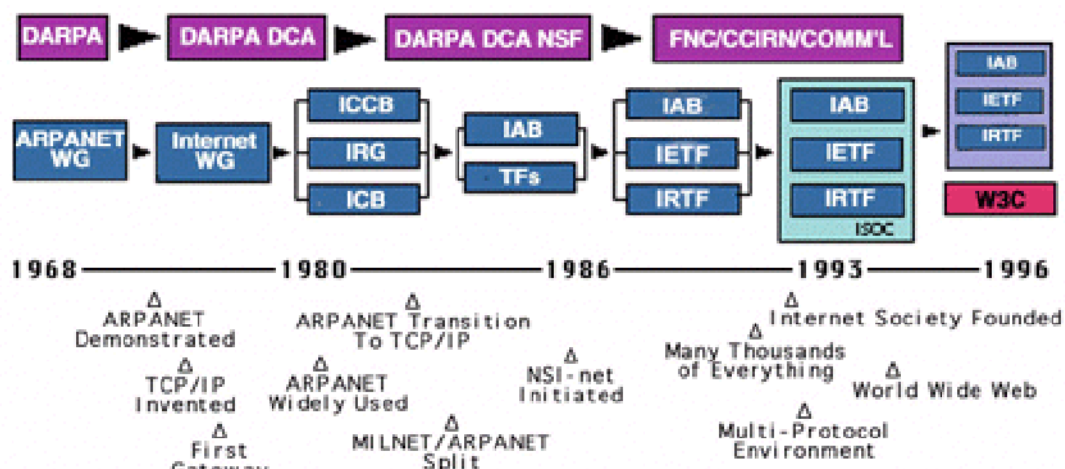 DARPA
DARPA DCA
DARPA DCA NSF
FNC/CCIRN/COMM'L
ARPANET
WG
Internet
WG
ICCB
IRG
ICB
IAB
TFs
IAB
IETF
IRTF
IAB
IETF
IRTF
ISOC
IAB
IETF
IRTF
W3C
1968
1980
1986
1993
1996
ARPANET
Demonstrated
TCP/IP
Invented
First
Gateway
ARPANET Transition
To TCP/IP
ARPANET
Widely Used
MILNET/ARPANET
Split
NSI-net
Initiated
Internet Society Founded
Many Thousands
of Everything
World Wide Web
Multi-Protocol
Environment